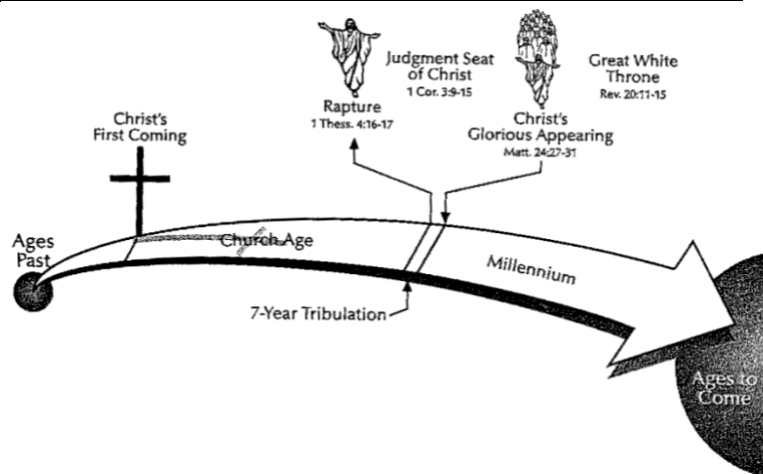 Christ's
First Coming
Ages
Past
Church Age
Rapture
1 Thess. 4:16-17
Judgment Seat
of Christ
1 Cor. 3:9-15
Christ's
Glorious Appearing
Matt. 24:27-31
Great White
Throne
Rev. 20:11-15
7-Year Tribulation
Millennium
Ages to
Come